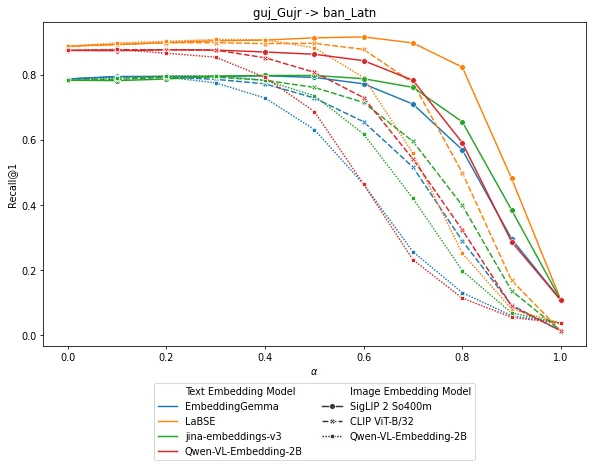 guj_Gujr -> ban_Latn
Recall@1
0.8
0.6
0.4
0.2
0.0
0.0 0.2 0.4 0.6 0.8 1.0
α
Text Embedding Model
EmbeddingGemma
LaBSE
jina-embeddings-v3
Qwen-VL-Embedding-2B
Image Embedding Model
SigLIP 2 So400m
CLIP ViT-B/32
Qwen-VL-Embedding-2B